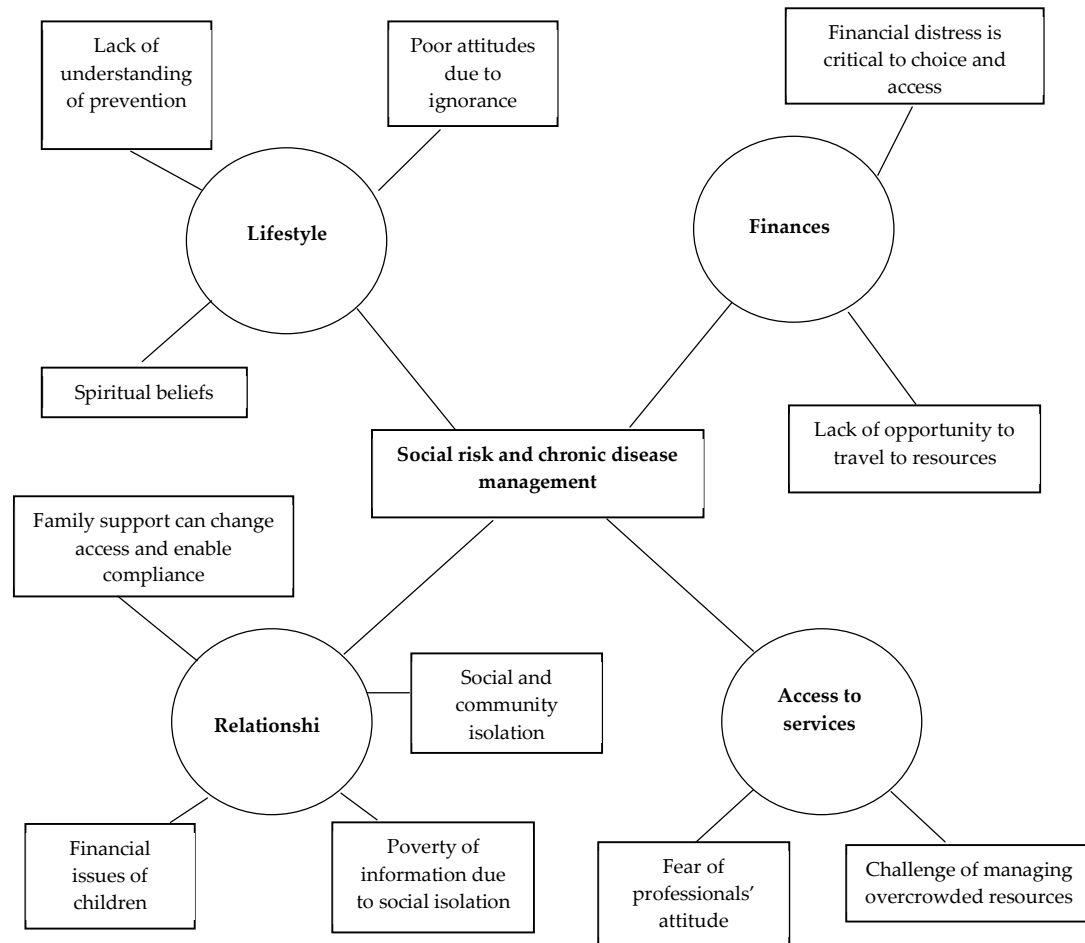 Lack of
understanding
of prevention
Poor attitudes
due to
ignorance
Financial distress is
critical to choice and
access
Lifestyle
Finances
Spiritual beliefs
Lack of opportunity to
travel to resources
Social risk and chronic disease
management
Family support can change
access and enable
compliance
Social and
community
isolation
Relationshi
Access to
services
Financial
issues of
children
Poverty of
information due
to social isolation
Fear of
professionals’
attitude
Challenge of managing
overcrowded resources